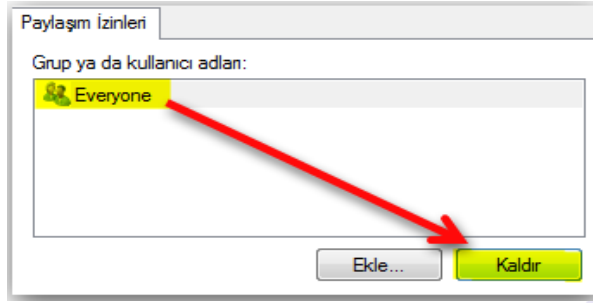 Paylaşım İzinleri
Grup ya da kullanıcı adları:
Everyone
Ekle...
Kaldır